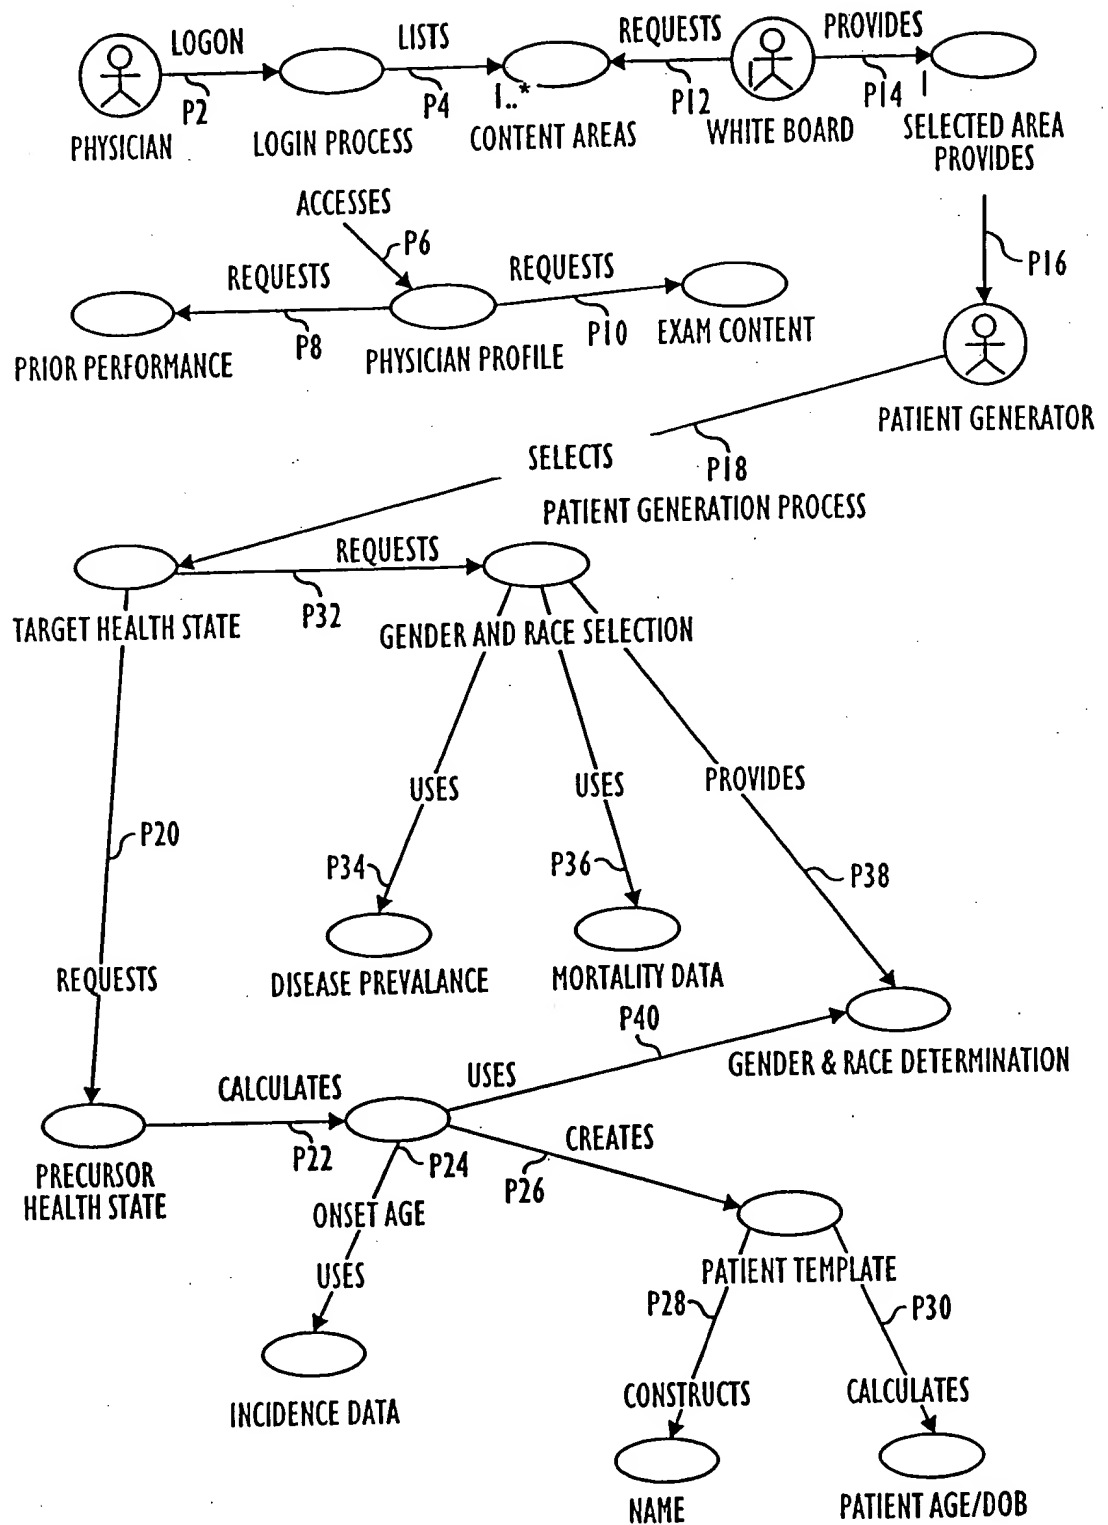 LOGON
LISTS
REQUESTS
PROVIDES
P2
P4
1..*
P12
P14
1
PHYSICIAN
LOGIN PROCESS
CONTENT AREAS
WHITE BOARD
SELECTED AREA
PROVIDES
ACCESSES
P6
P16
REQUESTS
REQUESTS
P8
P10
PRIOR PERFORMANCE
PHYSICIAN PROFILE
EXAM CONTENT
PATIENT GENERATOR
SELECTS
P18
PATIENT GENERATION PROCESS
REQUESTS
P32
TARGET HEALTH STATE
GENDER AND RACE SELECTION
USES
USES
PROVIDES
P20
P34
P36
P38
REQUESTS
DISEASE PREVALANCE
MORTALITY DATA
P40
GENDER & RACE DETERMINATION
CALCULATES
USES
P22
P24
CREATES
P26
PRECURSOR
HEALTH STATE
ONSET AGE
USES
PATIENT TEMPLATE
P28
P30
INCIDENCE DATA
CONSTRUCTS
CALCULATES
NAME
PATIENT AGE/DOB